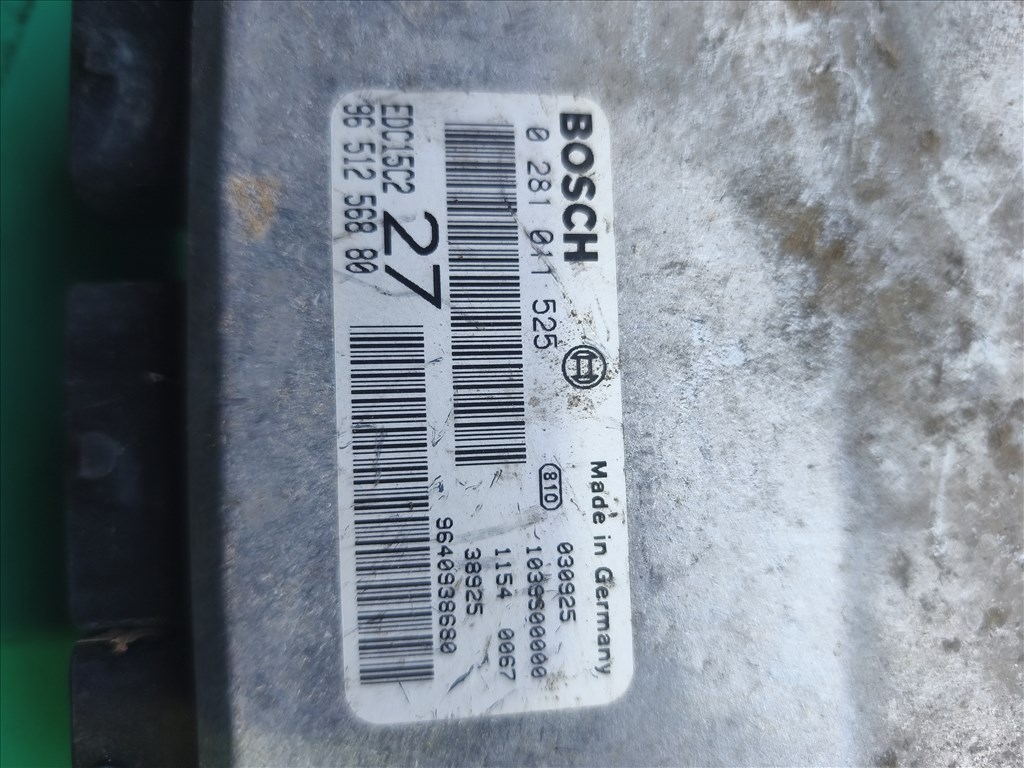 BOSCH
Made in Germany
0 281 011 525
810
030925
1039S00000
1154 0067
38925
27
9640938680
EDC15C2
96 512 568 80